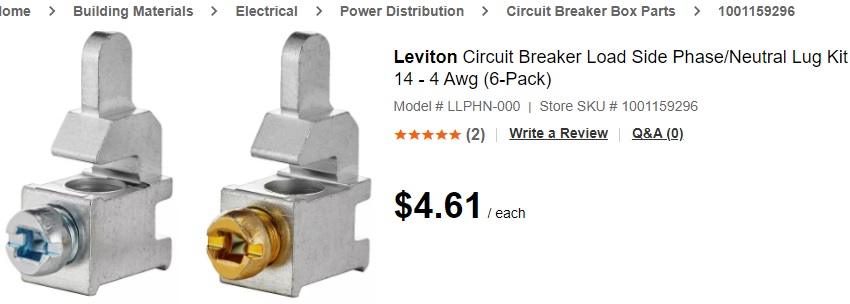 Home > Building Materials > Electrical > Power Distribution > Circuit Breaker Box Parts > 1001159296
Leviton Circuit Breaker Load Side Phase/Neutral Lug Kit
14 - 4 Awg (6-Pack)
Model # LLPHN-000 | Store SKU # 1001159296
★★★★★ (2) | Write a Review | Q&A (0)
$4.61 / each